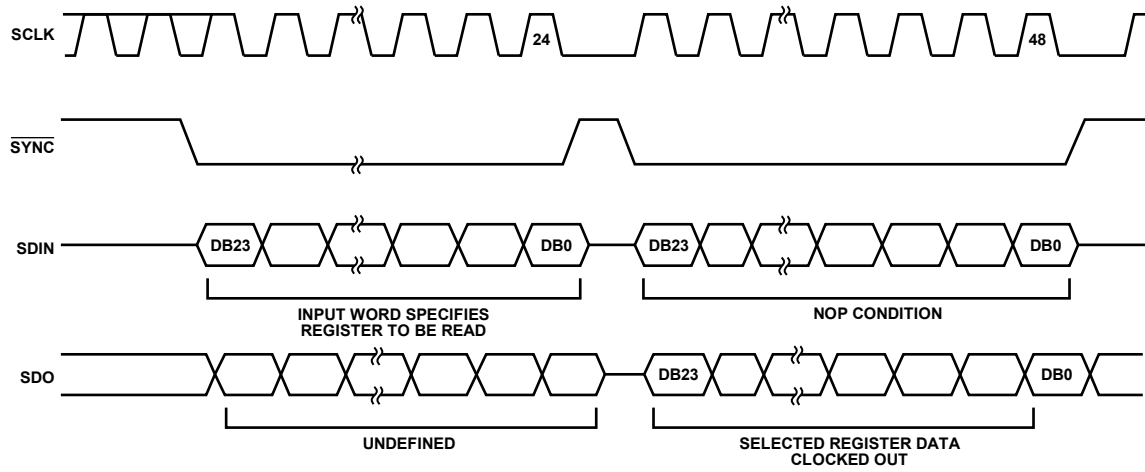 SCLK
24
48
SYNC
SDIN
DB23
DB0
DB23
DB0
INPUT WORD SPECIFIES
REGISTER TO BE READ
NOP CONDITION
SDO
DB23
DB0
UNDEFINED
SELECTED REGISTER DATA
CLOCKED OUT